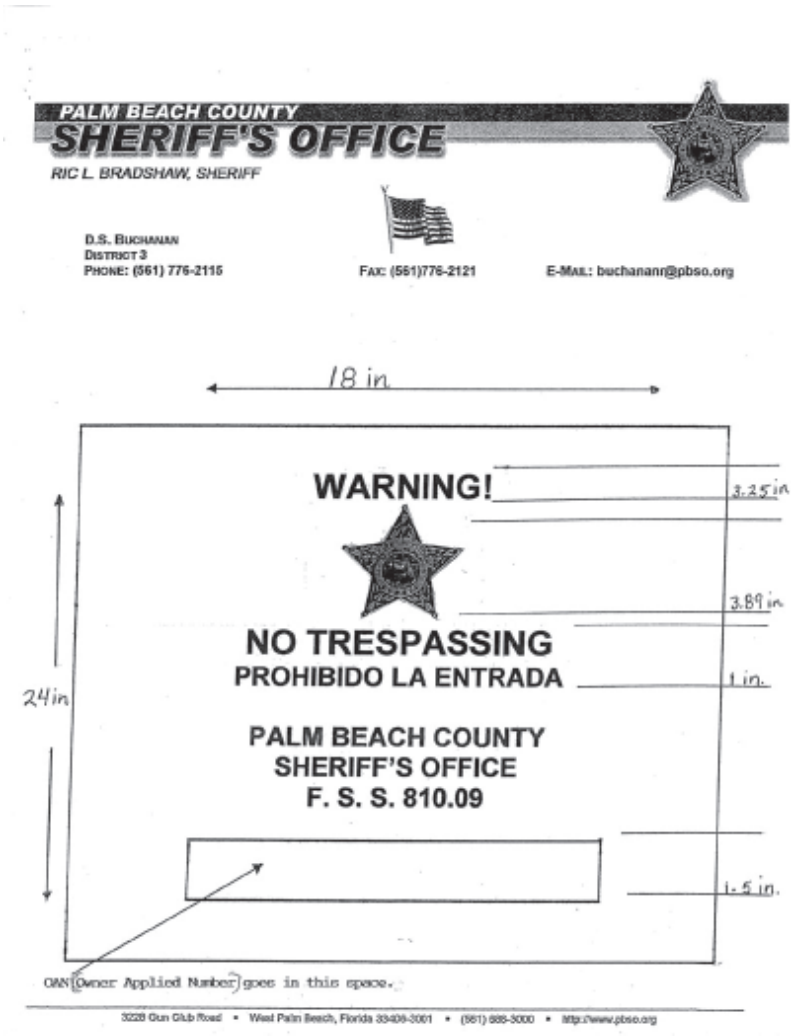 PALM BEACH COUNTY
SHERIFF'S OFFICE
RIC L. BRADSHAW, SHERIFF
D.S. BUCHANAN
DISTRICT 3
PHONE: (561) 776-2115
FAX: (561)776-2121
E-MAIL: buchananr@pbso.org
18 in
WARNING!
3.25 in
3.89 in
NO TRESPASSING
PROHIBIDO LA ENTRADA
1 in.
24 in
PALM BEACH COUNTY
SHERIFF'S OFFICE
F. S. S. 810.09
1.5 in.
OAN(Owner Applied Number)goes in this space.
3228 Gun Club Road • West Palm Beach, Florida 33406-3001 • (561) 688-3000 • http://www.pbso.org